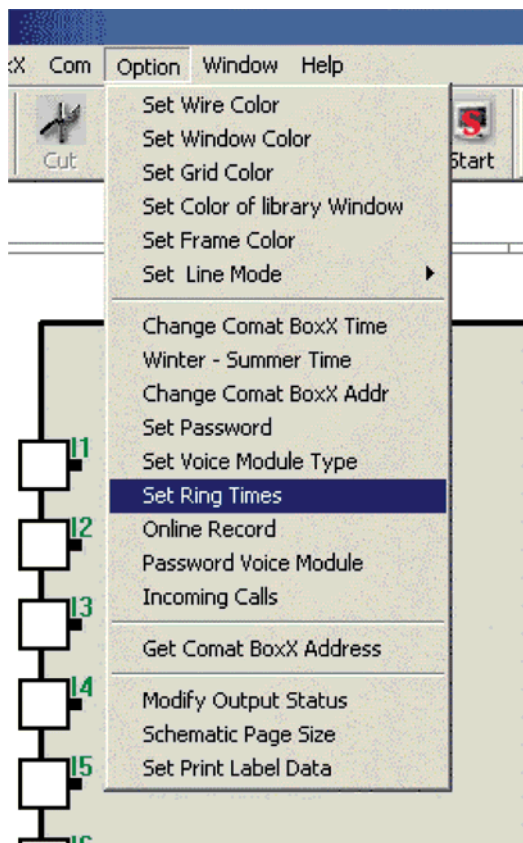 Com Option Window Help
Cut
Start
Set Wire Color
Set Window Color
Set Grid Color
Set Color of library Window
Set Frame Color
Set Line Mode
Change Comat BoxX Time
Winter - Summer Time
Change Comat BoxX Addr
Set Password
Set Voice Module Type
Set Ring Times
Online Record
Password Voice Module
Incoming Calls
Get Comat BoxX Address
Modify Output Status
Schematic Page Size
Set Print Label Data
I1
I2
I3
I4
I5